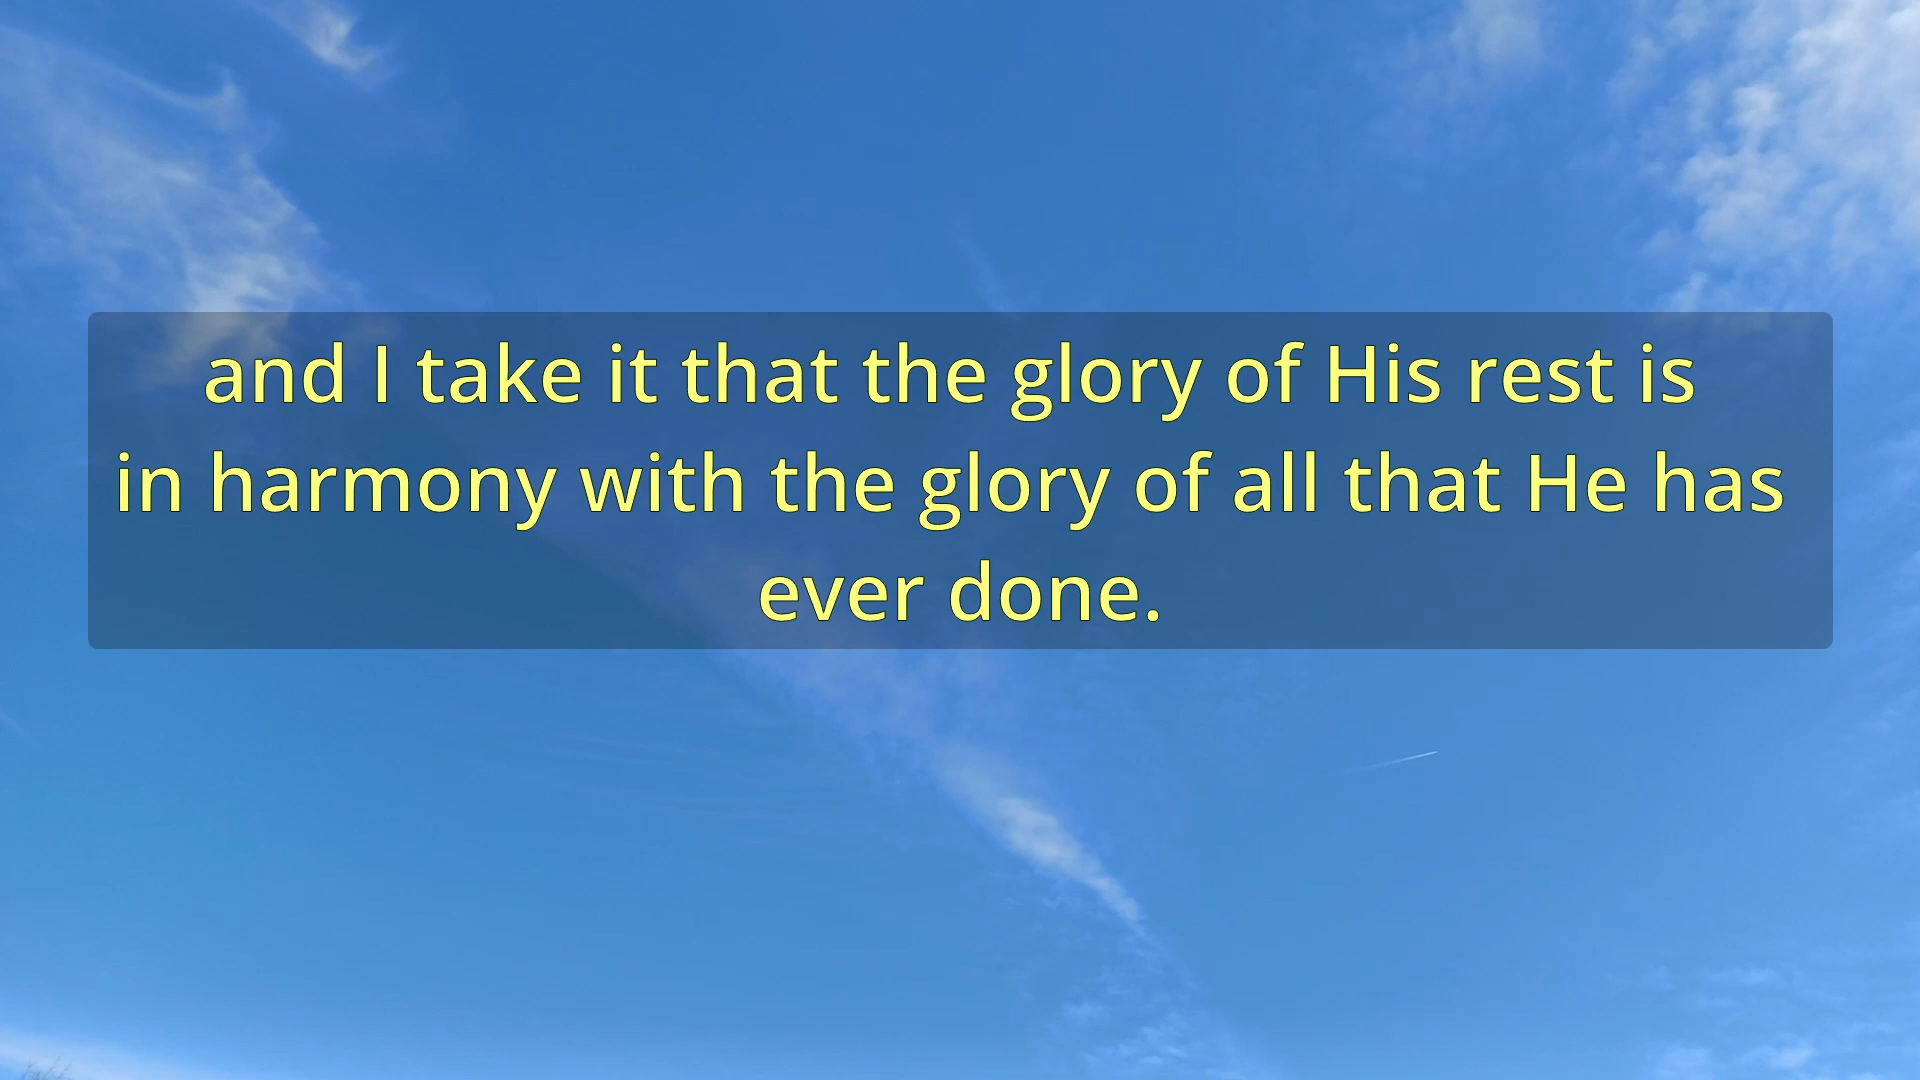 and I take it that the glory of His rest is
in harmony with the glory of all that He has
ever done.